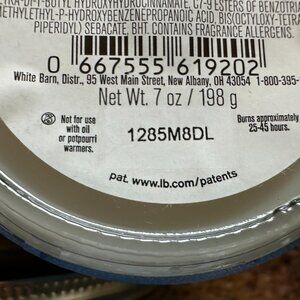 ETRA-DI-T-BUTYL HYDROXYHYDROCINNAMATE, C7-9 ESTERS OF BENZOTRI
METHYLETHYL-P-HYDROXYBENZENEPROPANOIC ACID, BIS(OCTYLOXY-TETRA
PIPERIDYL) SEBACATE, BHT. CONTAINS FRAGRANCE ALLERGENS.
0 667555 619202
White Barn, Distr., 95 West Main Street, New Albany, OH 43054 1-800-395-
Net Wt. 7 oz / 198 g
Not for use
with oil
or potpourri
warmers.
1285M8DL
Burns approximately
25-45 hours.
pat. www.lb.com/patents